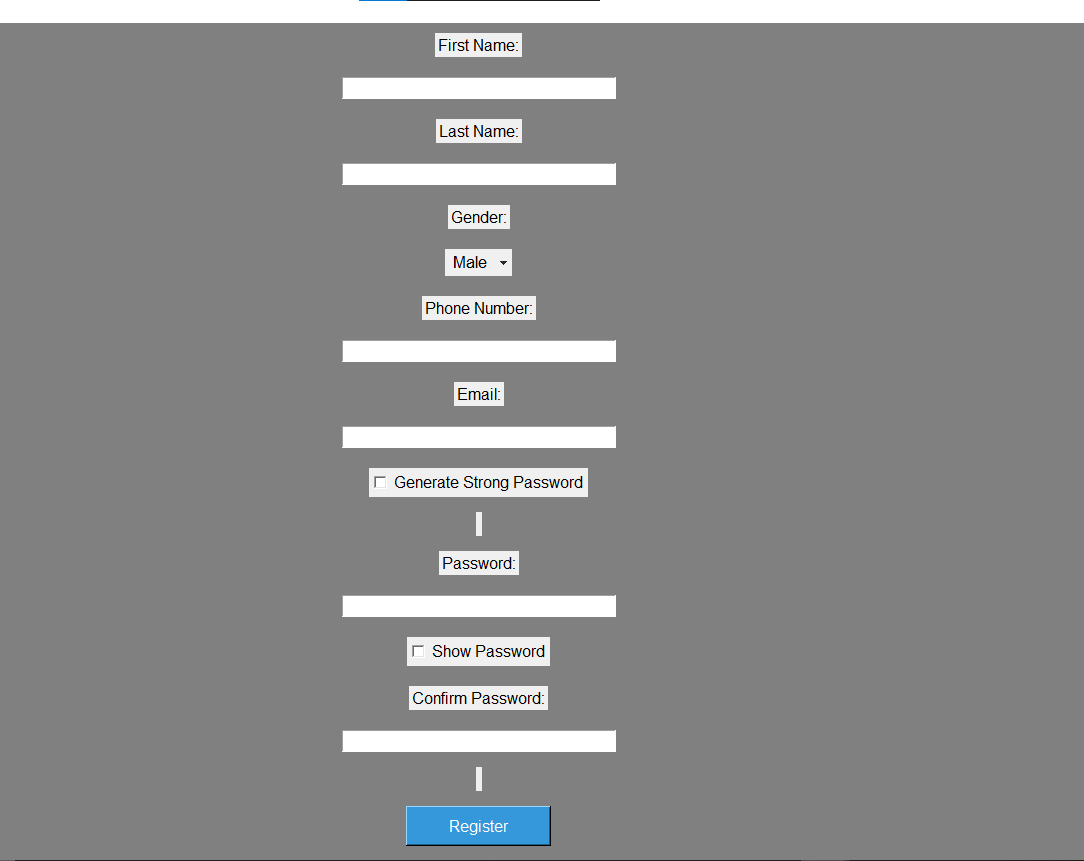 First Name:
Last Name:
Gender:
Male
Phone Number:
Email:
Generate Strong Password
Password:
Show Password
Confirm Password:
Register